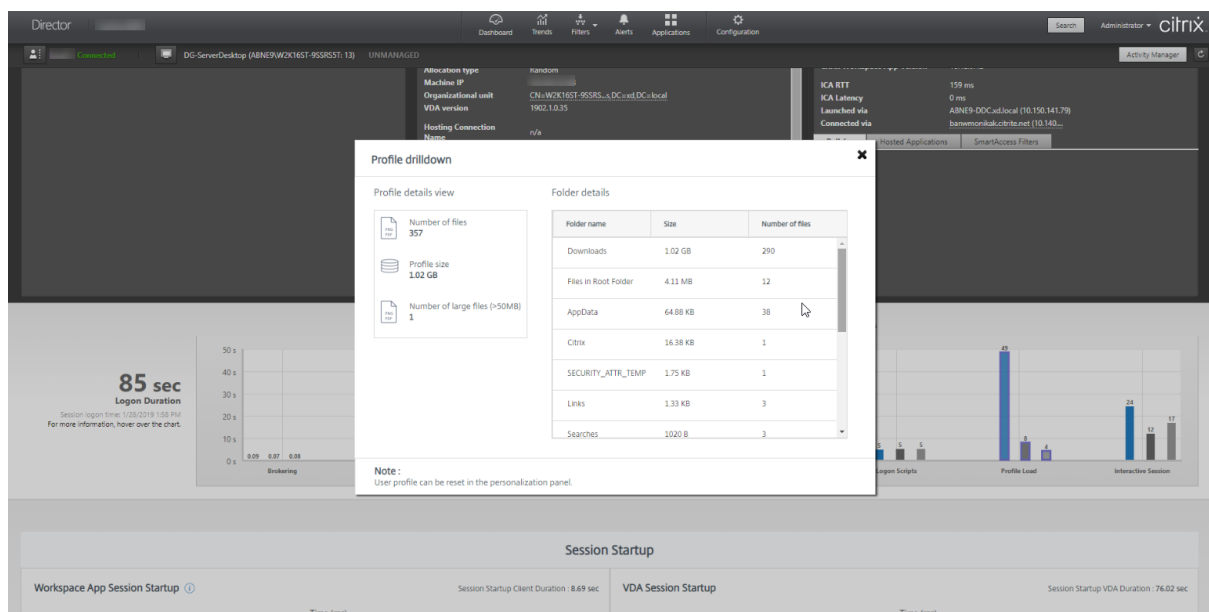 Director
Dashboard
Trends
Filters
Alerts
Applications
Configuration
Search
Administrator
citrix
Connected
DG-ServerDesktop (ABNE9\W2K16ST-9SSRS5T: 13)
UNMANAGED
Activity Manager
Allocation type Random
Machine IP
Organizational unit CN=W2K16ST-9SSRS...s,DC=xd,DC=local
VDA version 1902.1.0.35
Hosting Connection Name n/a
ICA RTT 159 ms
ICA Latency 0 ms
Launched via ABNE9-DDC.xd.local (10.150.141.79)
Connected via banwmonikak.citrite.net (10.140...
Hosted Applications
SmartAccess Filters
Profile drilldown
Profile details view
Number of files
357
Profile size
1.02 GB
Number of large files (>50MB)
1
Folder details
Folder name Size Number of files
Downloads 1.02 GB 290
Files in Root Folder 4.11 MB 12
AppData 64.88 KB 38
Citrix 16.38 KB 1
SECURITY_ATTR_TEMP 1.75 KB 1
Links 1.33 KB 3
Searches 1020 B 3
Note :
User profile can be reset in the personalization panel.
85 sec
Logon Duration
Session logon time: 1/28/2019 1:58 PM
For more information, hover over the chart.
50 s
40 s
30 s
20 s
10 s
0 s
0.09 0.07 0.08
Brokering
5 5 5
Logon Scripts
49 8 4
Profile Load
24 12 17
Interactive Session
Session Startup
Workspace App Session Startup
Session Startup Client Duration : 8.69 sec
VDA Session Startup
Session Startup VDA Duration : 76.02 sec